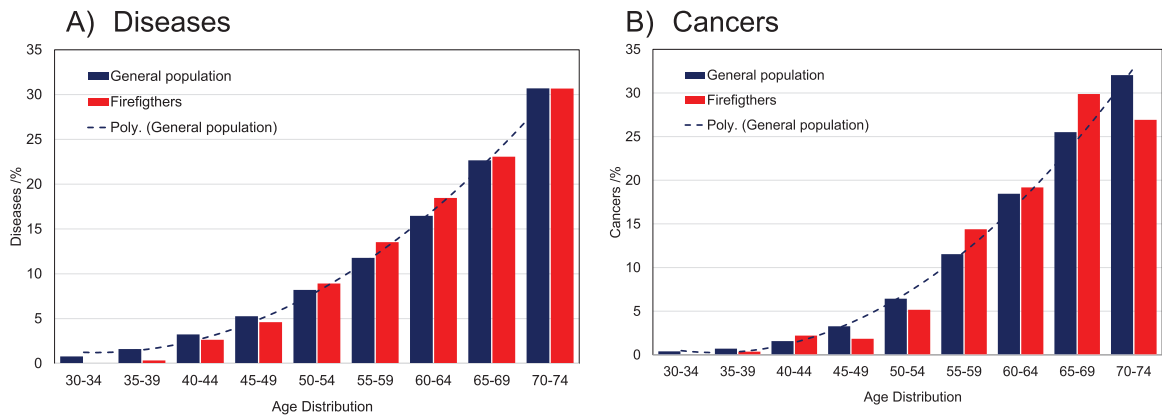 A) Diseases
35
30
25
20
15
10
5
0
Diseases /%
General population
Firefigthers
Poly. (General population)
30-34 35-39 40-44 45-49 50-54 55-59 60-64 65-69 70-74
Age Distribution
B) Cancers
35
30
25
20
15
10
5
0
Cancers /%
General population
Firefigthers
Poly. (General population)
30-34 35-39 40-44 45-49 50-54 55-59 60-64 65-69 70-74
Age Distribution